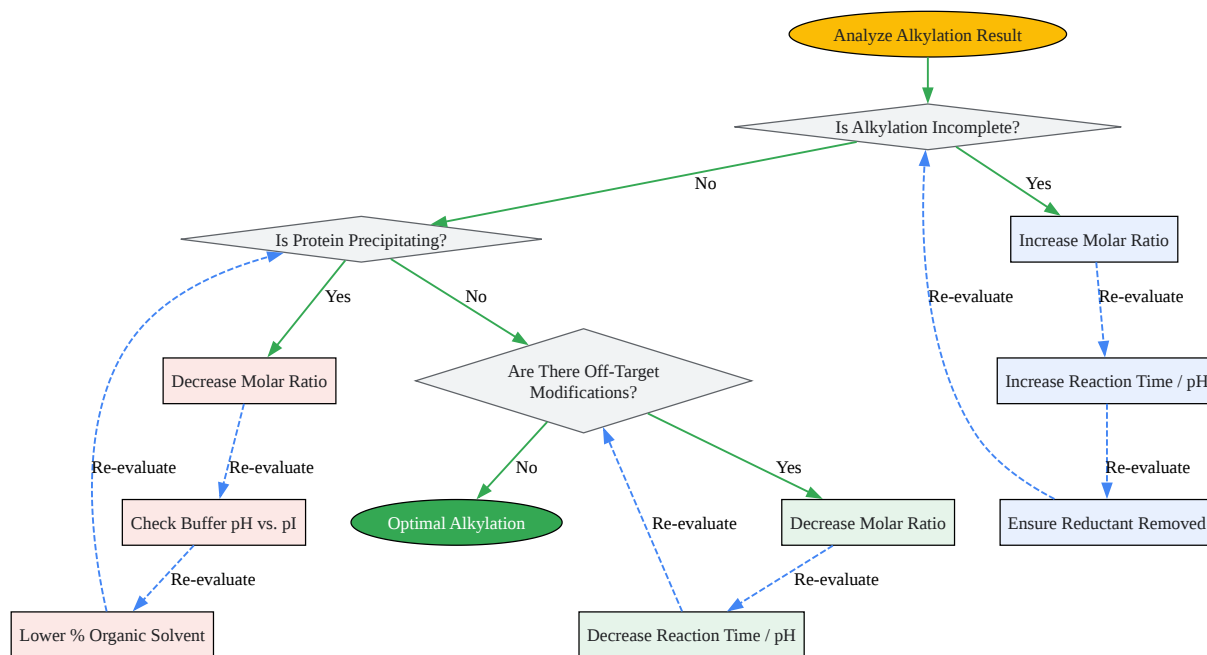 Analyze Alkylation Result
Is Alkylation Incomplete?
No
Yes
Is Protein Precipitating?
Increase Molar Ratio
Yes
No
Re-evaluate
Re-evaluate
Are There Off-Target
Modifications?
Decrease Molar Ratio
Increase Reaction Time / pH
Re-evaluate
Re-evaluate
No
Yes
Re-evaluate
Check Buffer pH vs. pI
Optimal Alkylation
Re-evaluate
Decrease Molar Ratio
Ensure Reductant Removed
Re-evaluate
Re-evaluate
Lower % Organic Solvent
Decrease Reaction Time / pH